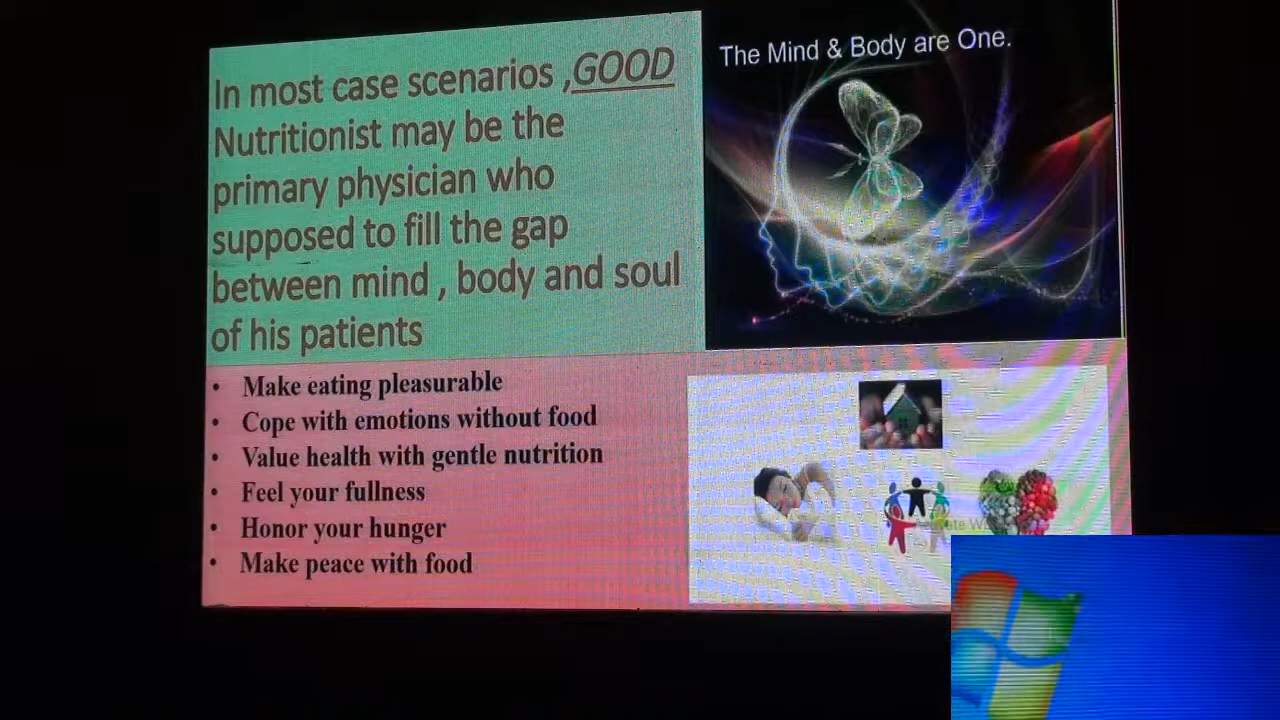 In most case scenarios ,GOOD
Nutritionist may be the
primary physician who
supposed to fill the gap
between mind , body and soul
of his patients
The Mind & Body are One.
• Make eating pleasurable
• Cope with emotions without food
• Value health with gentle nutrition
• Feel your fullness
• Honor your hunger
• Make peace with food